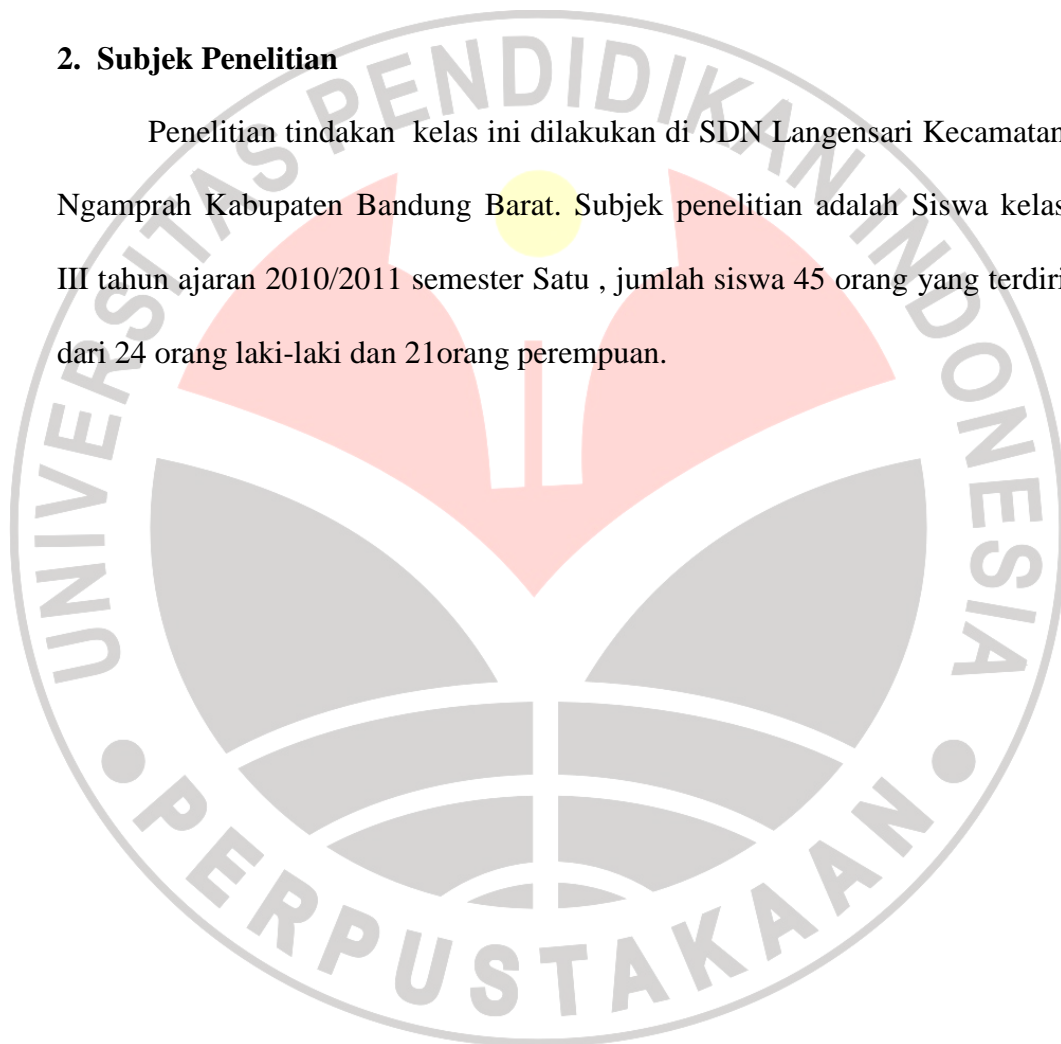 2. Subjek Penelitian
Penelitian tindakan kelas ini dilakukan di SDN Langensari Kecamatan
Ngamprah Kabupaten Bandung Barat. Subjek penelitian adalah Siswa kelas
III tahun ajaran 2010/2011 semester Satu , jumlah siswa 45 orang yang terdiri
dari 24 orang laki-laki dan 21orang perempuan.
UNIVERSITAS PENDIDIKAN INDONESIA
PERPUSTAKAAN